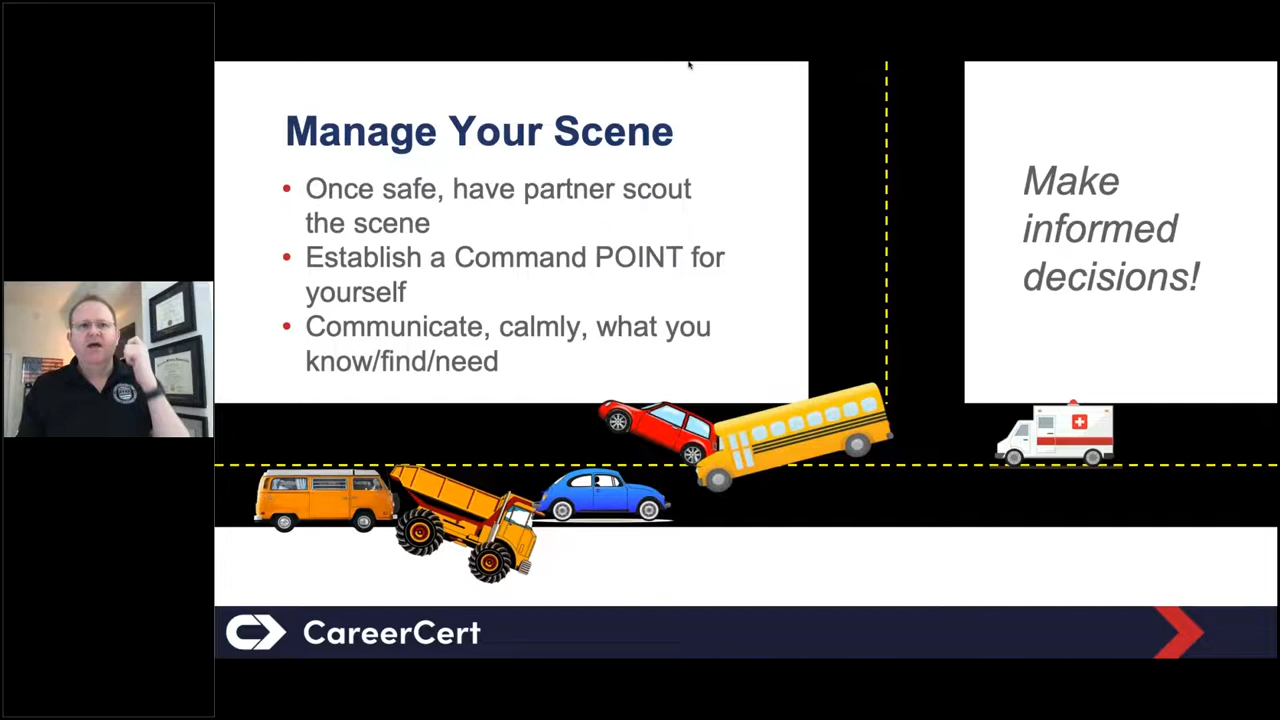 Manage Your Scene
• Once safe, have partner scout
the scene
• Establish a Command POINT for
yourself
• Communicate, calmly, what you
know/find/need
Make
informed
decisions!
CareerCert